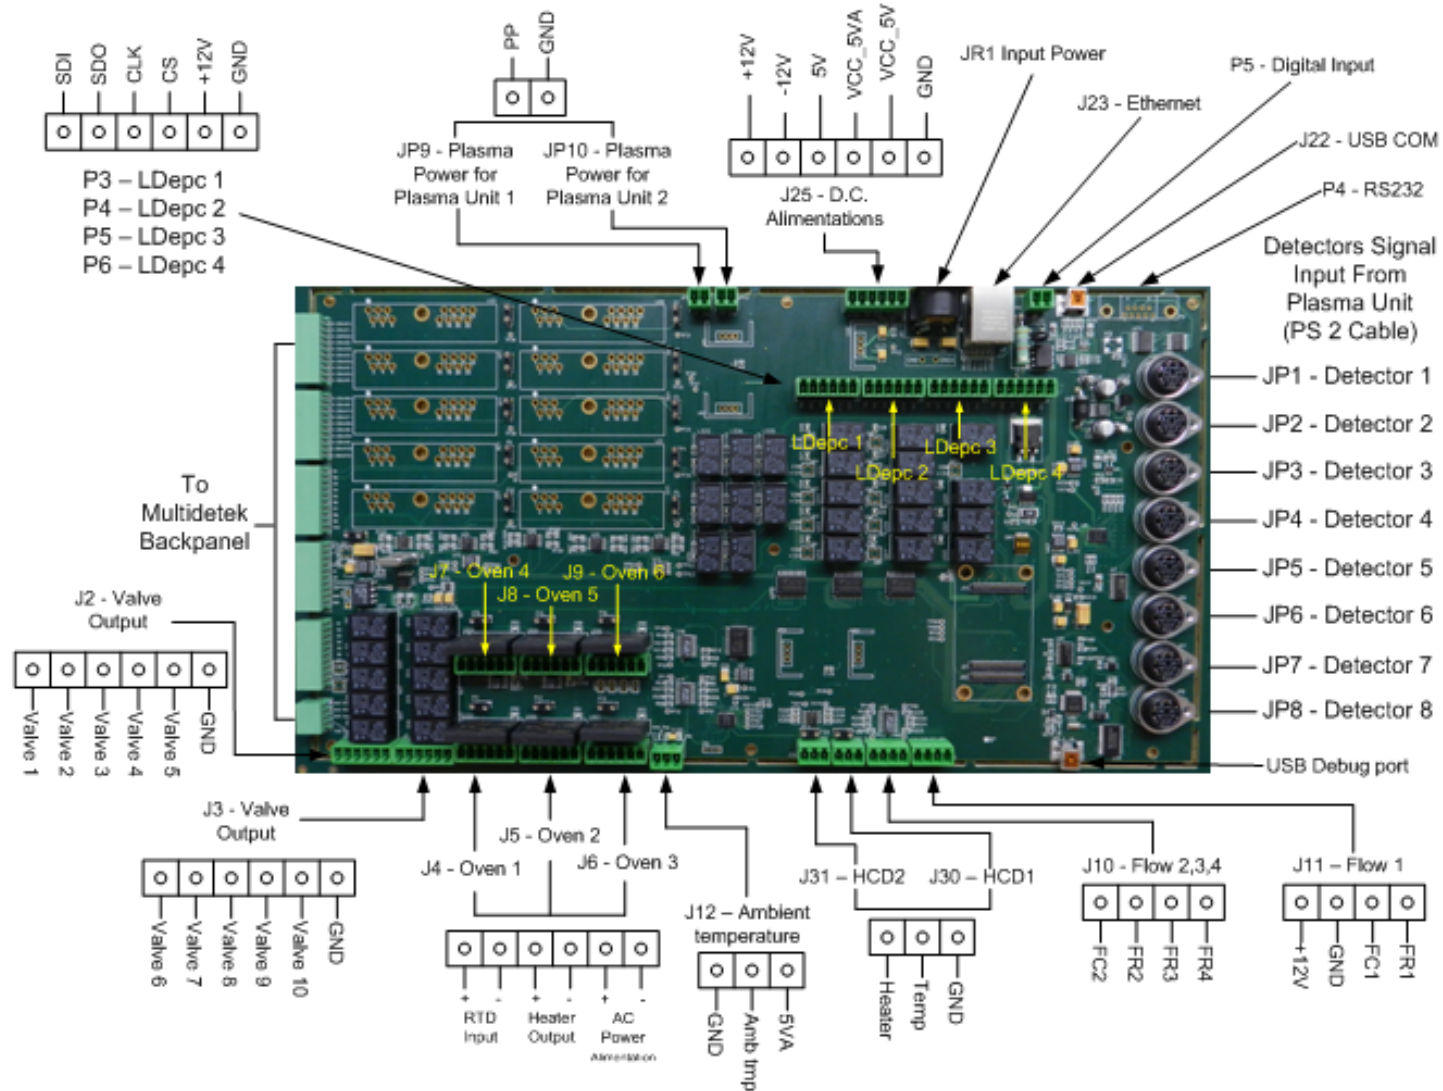 SDI
SDO
CLK
CS
+12V
GND
P3 – LDepc 1
P4 – LDepc 2
P5 – LDepc 3
P6 – LDepc 4
PP
GND
JP9 - Plasma
Power for
Plasma Unit 1
JP10 - Plasma
Power for
Plasma Unit 2
+12V
-12V
5V
VCC_5VA
VCC_5V
GND
J25 - D.C.
Alimentations
JR1 Input Power
J23 - Ethernet
P5 - Digital Input
J22 - USB COM
P4 - RS232
Detectors Signal
Input From
Plasma Unit
(PS 2 Cable)
JP1 - Detector 1
JP2 - Detector 2
JP3 - Detector 3
JP4 - Detector 4
JP5 - Detector 5
JP6 - Detector 6
JP7 - Detector 7
JP8 - Detector 8
USB Debug port
LDepc 1
LDepc 2
LDepc 3
LDepc 4
To
Multidetek
Backpanel
J7 - Oven 4
J8 - Oven 5
J9 - Oven 6
J2 - Valve
Output
Valve 1
Valve 2
Valve 3
Valve 4
Valve 5
GND
J3 - Valve
Output
Valve 6
Valve 7
Valve 8
Valve 9
Valve 10
GND
J4 - Oven 1
J5 - Oven 2
J6 - Oven 3
+ - + - + -
RTD
Input
Heater
Output
AC
Power
Alimentation
J12 – Ambient
temperature
GND
Amb tmp
5VA
J31 – HCD2
J30 – HCD1
Heater
Temp
GND
J10 - Flow 2,3,4
FC2
FR2
FR3
FR4
J11 – Flow 1
+12V
GND
FC1
FR1